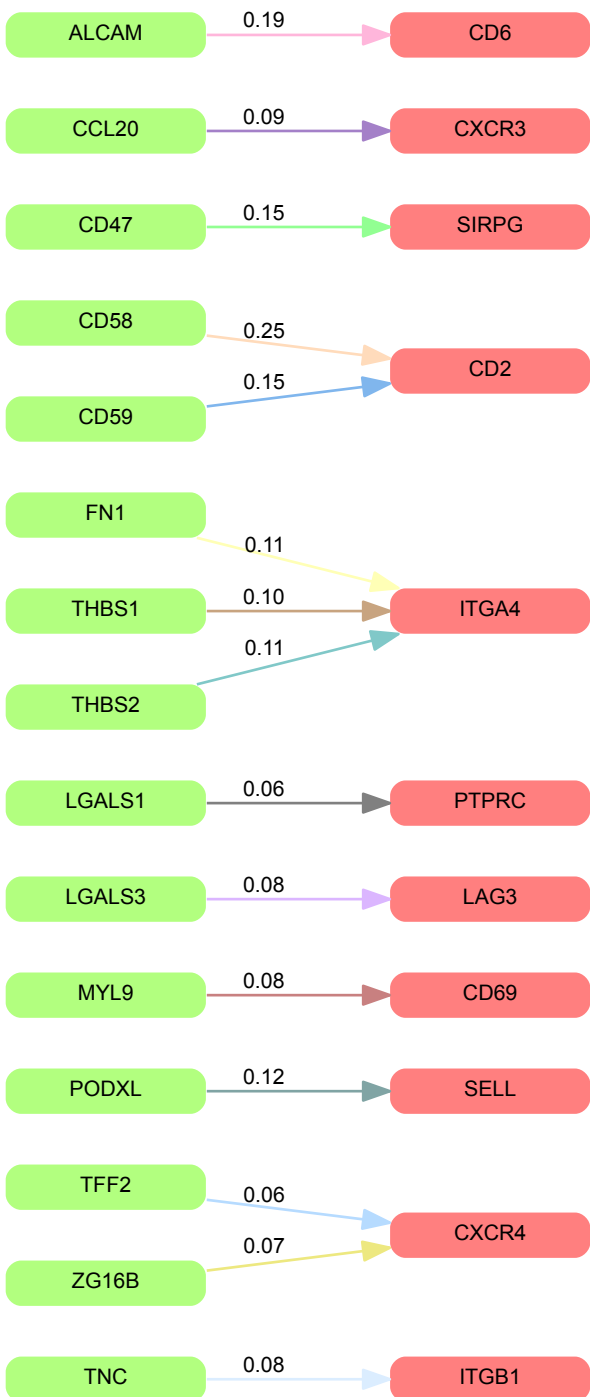 ALCAM 0.19 CD6
CCL20 0.09 CXCR3
CD47 0.15 SIRPG
CD58 0.25
CD2
CD59 0.15
FN1 0.11
THBS1 0.10 ITGA4
THBS2 0.11
LGALS1 0.06 PTPRC
LGALS3 0.08 LAG3
MYL9 0.08 CD69
PODXL 0.12 SELL
TFF2 0.06
CXCR4
ZG16B 0.07
TNC 0.08 ITGB1